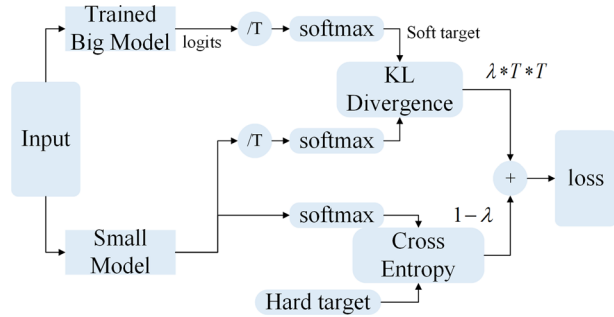 Trained
Big Model
logits
/T
softmax
Soft target
KL
Divergence
λ*T*T
Input
/T
softmax
+
loss
softmax
1-λ
Small
Model
Cross
Entropy
Hard target